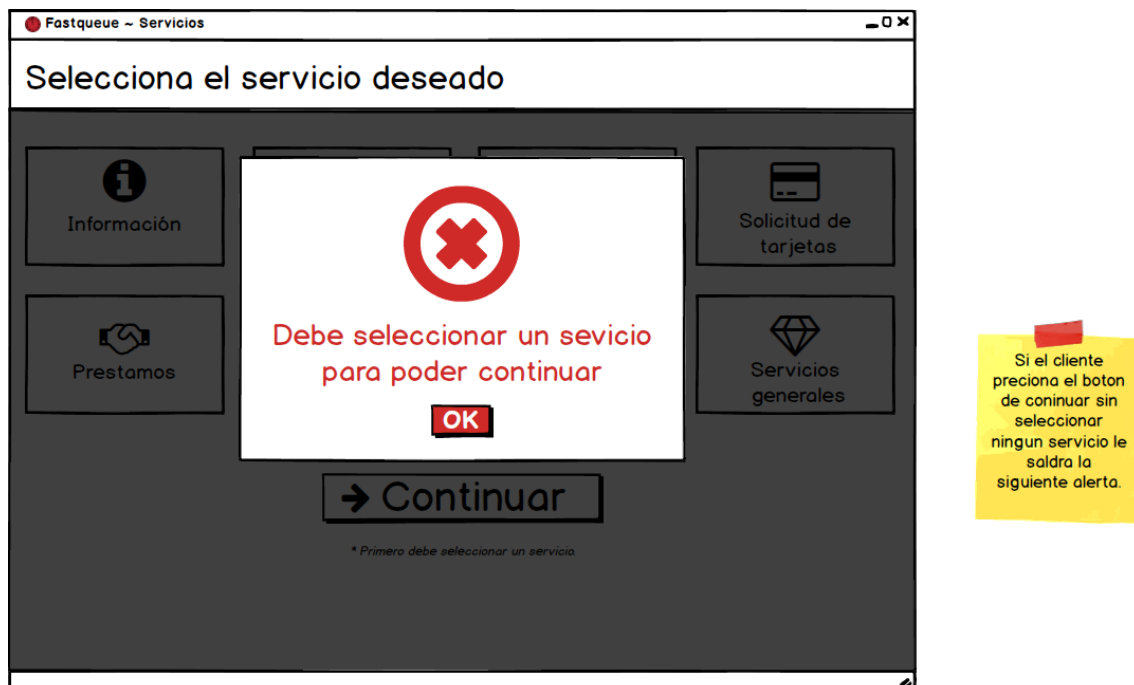 Fastqueue ~ Servicios
Selecciona el servicio deseado
Información
Solicitud de
tarjetas
Debe seleccionar un sevicio
para poder continuar
OK
Prestamos
Servicios
generales
Continuar
* Primero debe seleccionar un servicio
Si el cliente
preciona el boton
de coninuar sin
seleccionar
ningun servicio le
saldra la
siguiente alerta.